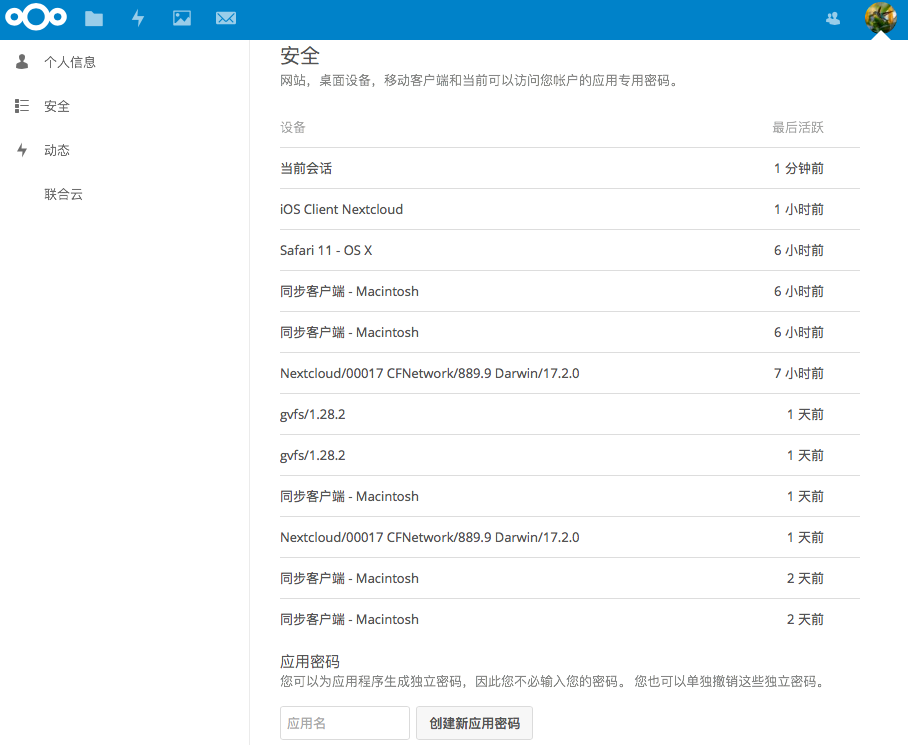 个人信息
安全
动态
联合云
安全
网站，桌面设备，移动客户端和当前可以访问您帐户的应用专用密码。
设备 最后活跃
当前会话 1 分钟前
iOS Client Nextcloud 1 小时前
Safari 11 - OS X 6 小时前
同步客户端 - Macintosh 6 小时前
同步客户端 - Macintosh 6 小时前
Nextcloud/00017 CFNetwork/889.9 Darwin/17.2.0 7 小时前
gvfs/1.28.2 1 天前
gvfs/1.28.2 1 天前
同步客户端 - Macintosh 1 天前
Nextcloud/00017 CFNetwork/889.9 Darwin/17.2.0 1 天前
同步客户端 - Macintosh 2 天前
同步客户端 - Macintosh 2 天前
应用密码
您可以为应用程序生成独立密码，因此您不必输入您的密码。 您也可以单独撤销这些独立密码。
应用名 创建新应用密码